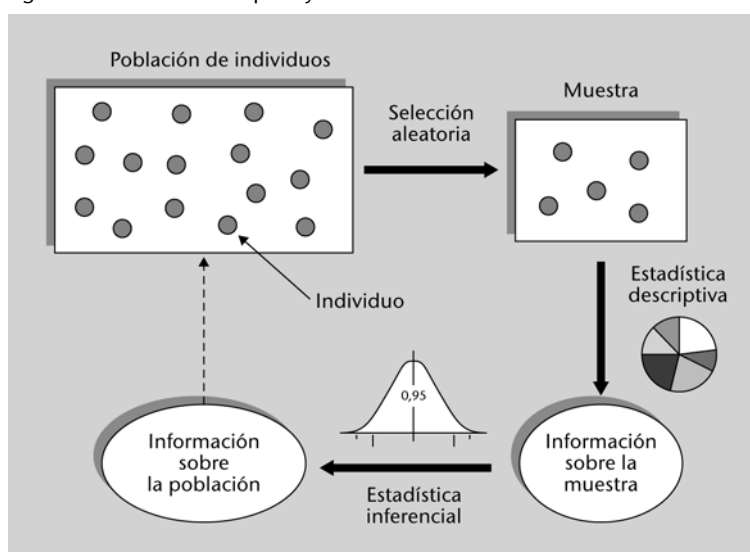 Población de individuos
Selección
aleatoria
Muestra
Individuo
Estadística
descriptiva
0,95
Información
sobre
la población
Estadística
inferencial
Información
sobre la
muestra